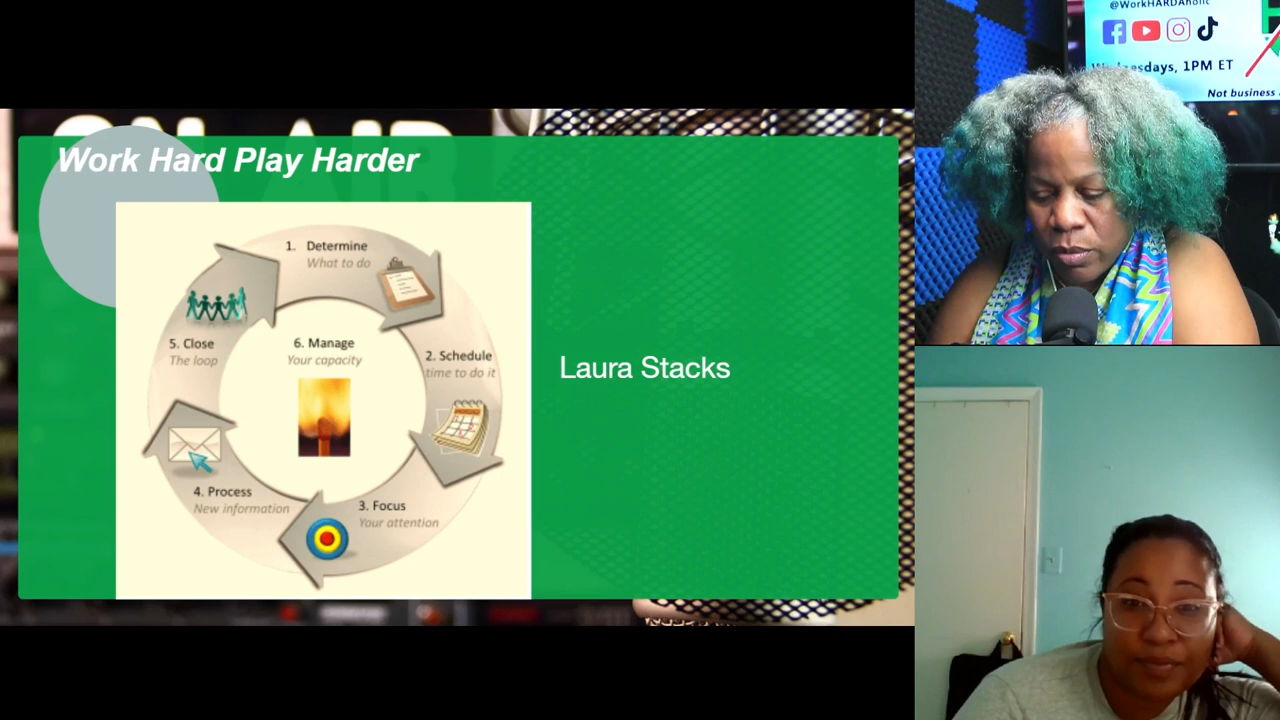 ON AIR
Work Hard Play Harder
1. Determine
What to do
2. Schedule
time to do it
3. Focus
Your attention
4. Process
New information
5. Close
The loop
6. Manage
Your capacity
Laura Stacks
@WorkHARDAholic
Wednesdays, 1PM ET
Not business